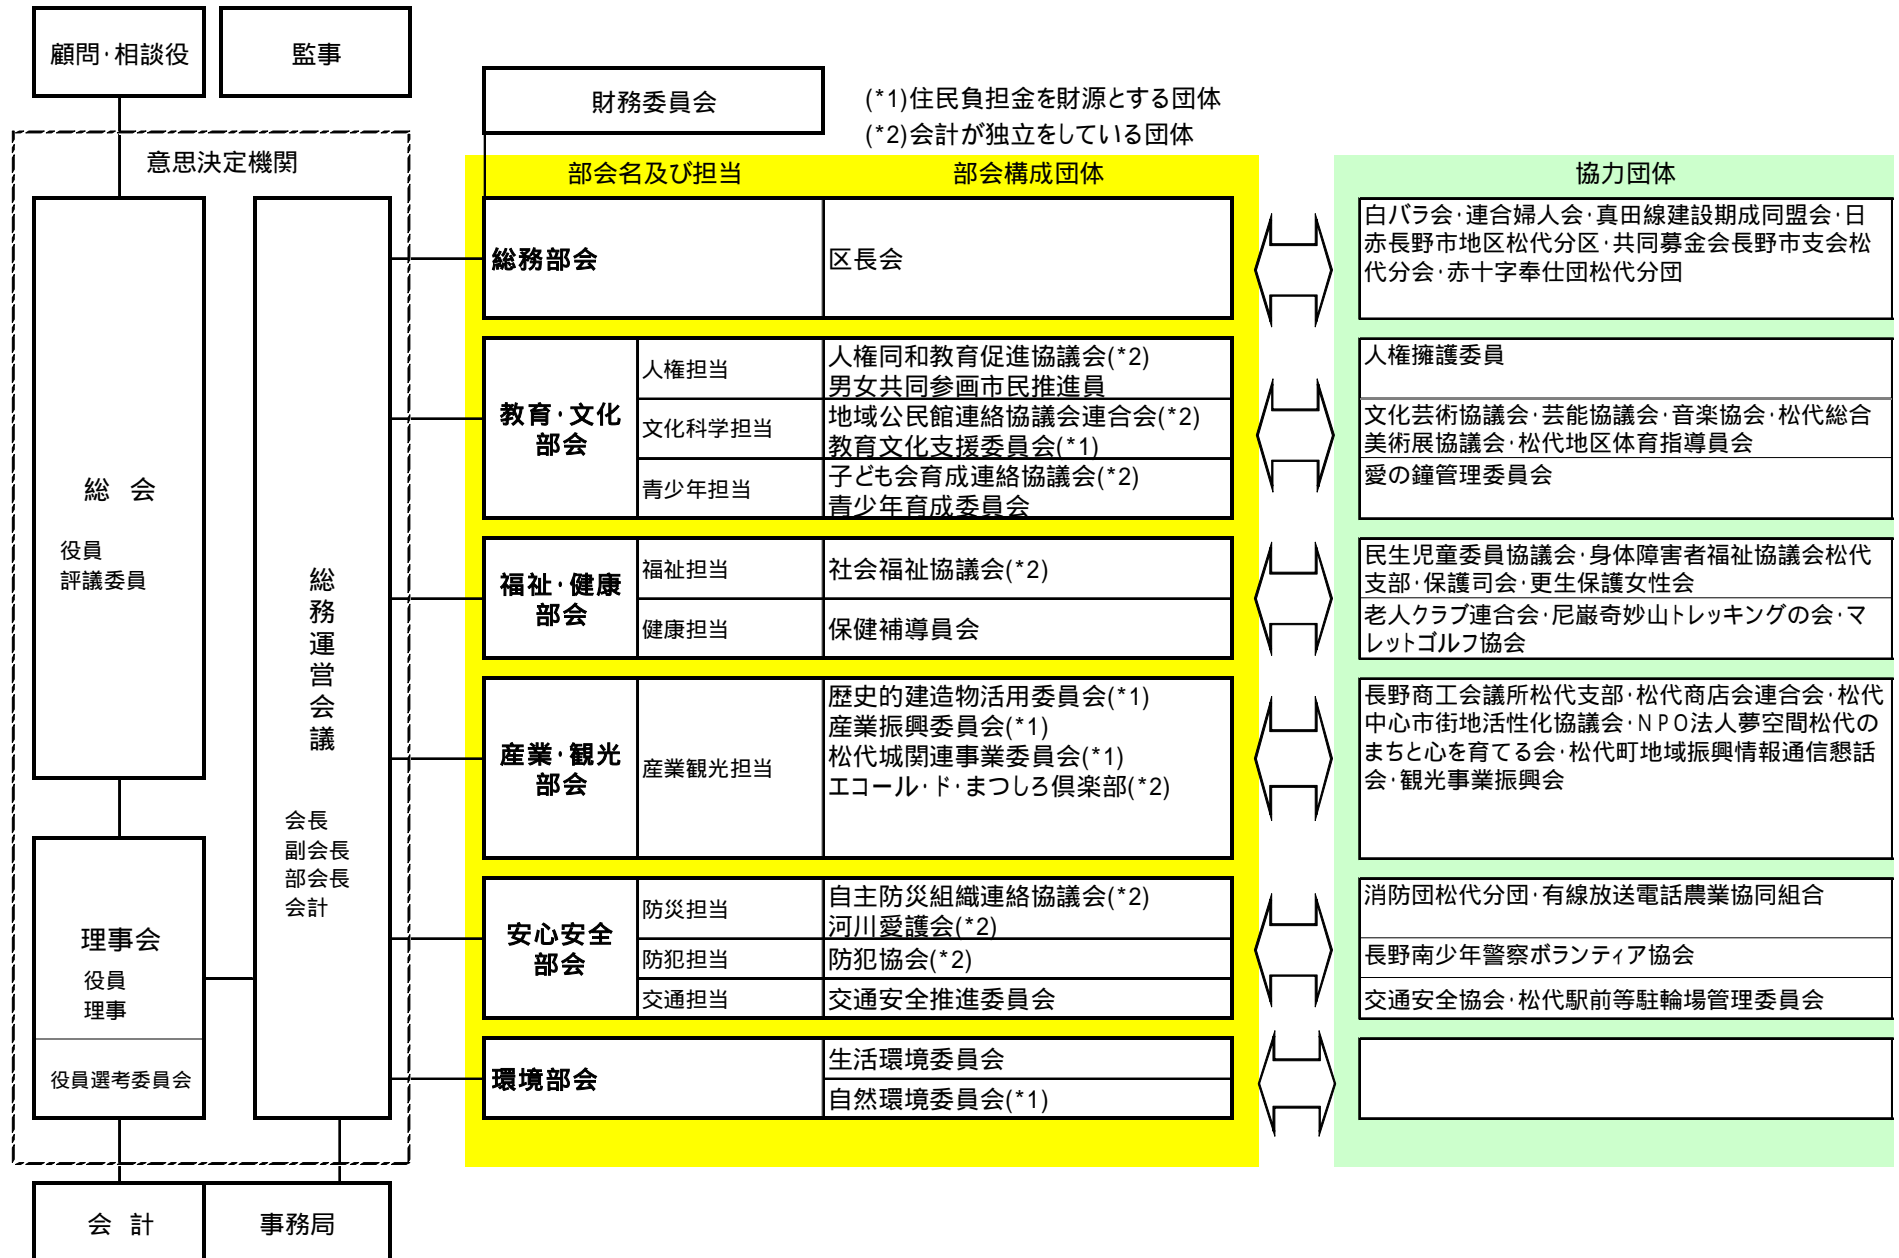 顧問･相談役
監事
財務委員会
(*1)住民負担金を財源とする団体
(*2)会計が独立をしている団体
意思決定機関
総 会
役員
評議委員
理事会
役員
理事
役員選考委員会
総務運営会議
会長
副会長
部会長
会計
会 計
事務局
部会名及び担当
部会構成団体
協力団体
総務部会
区長会
白バラ会･連合婦人会･真田線建設期成同盟会･日
赤長野市地区松代分区･共同募金会長野市支会松
代分会･赤十字奉仕団松代分団
教育･文化
部会
人権担当
人権同和教育促進協議会(*2)
男女共同参画市民推進員
人権擁護委員
文化科学担当
地域公民館連絡協議会連合会(*2)
教育文化支援委員会(*1)
文化芸術協議会･芸能協議会･音楽協会･松代総合
美術展協議会･松代地区体育指導員会
青少年担当
子ども会育成連絡協議会(*2)
青少年育成委員会
愛の鐘管理委員会
福祉･健康
部会
福祉担当
社会福祉協議会(*2)
民生児童委員協議会･身体障害者福祉協議会松代
支部･保護司会･更生保護女性会
健康担当
保健補導員会
老人クラブ連合会･尼巌奇妙山トレッキングの会･マ
レットゴルフ協会
産業･観光
部会
産業観光担当
歴史的建造物活用委員会(*1)
産業振興委員会(*1)
松代城関連事業委員会(*1)
エコール･ド･まつしろ倶楽部(*2)
長野商工会議所松代支部･松代商店会連合会･松代
中心市街地活性化協議会･NPO法人夢空間松代の
まちと心を育てる会･松代町地域振興情報通信懇話
会･観光事業振興会
安心安全
部会
防災担当
自主防災組織連絡協議会(*2)
河川愛護会(*2)
消防団松代分団･有線放送電話農業協同組合
防犯担当
防犯協会(*2)
長野南少年警察ボランティア協会
交通担当
交通安全推進委員会
交通安全協会･松代駅前等駐輪場管理委員会
環境部会
生活環境委員会
自然環境委員会(*1)